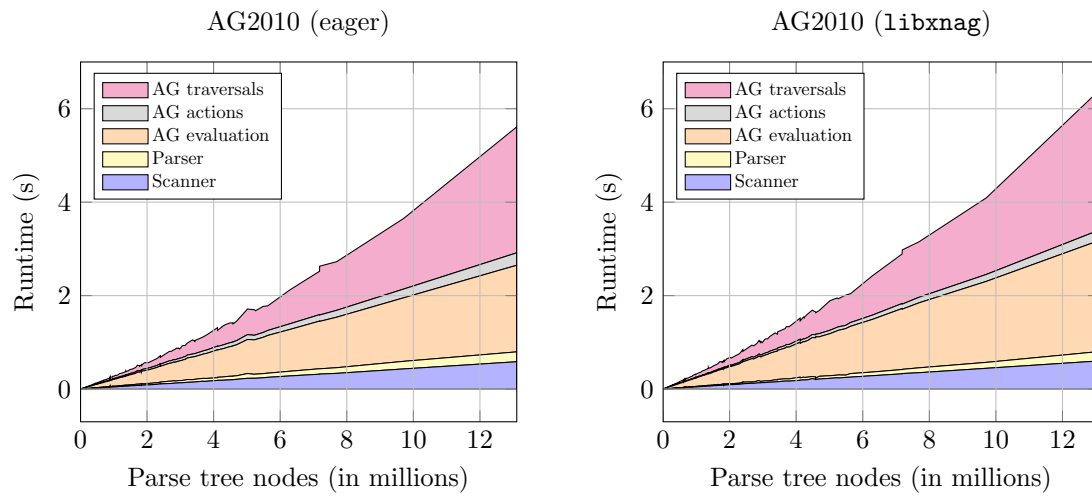 AG2010 (eager)
AG traversals
AG actions
AG evaluation
Parser
Scanner
6
4
2
0
Runtime (s)
0 2 4 6 8 10 12
Parse tree nodes (in millions)
AG2010 (libxnag)
AG traversals
AG actions
AG evaluation
Parser
Scanner
6
4
2
0
Runtime (s)
0 2 4 6 8 10 12
Parse tree nodes (in millions)